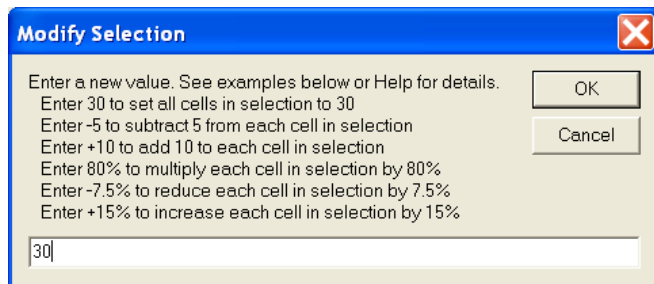 Modify Selection
Enter a new value. See examples below or Help for details.
OK
Enter 30 to set all cells in selection to 30
Enter -5 to subtract 5 from each cell in selection
Cancel
Enter +10 to add 10 to each cell in selection
Enter 80% to multiply each cell in selection by 80%
Enter -7.5% to reduce each cell in selection by 7.5%
Enter +15% to increase each cell in selection by 15%
30